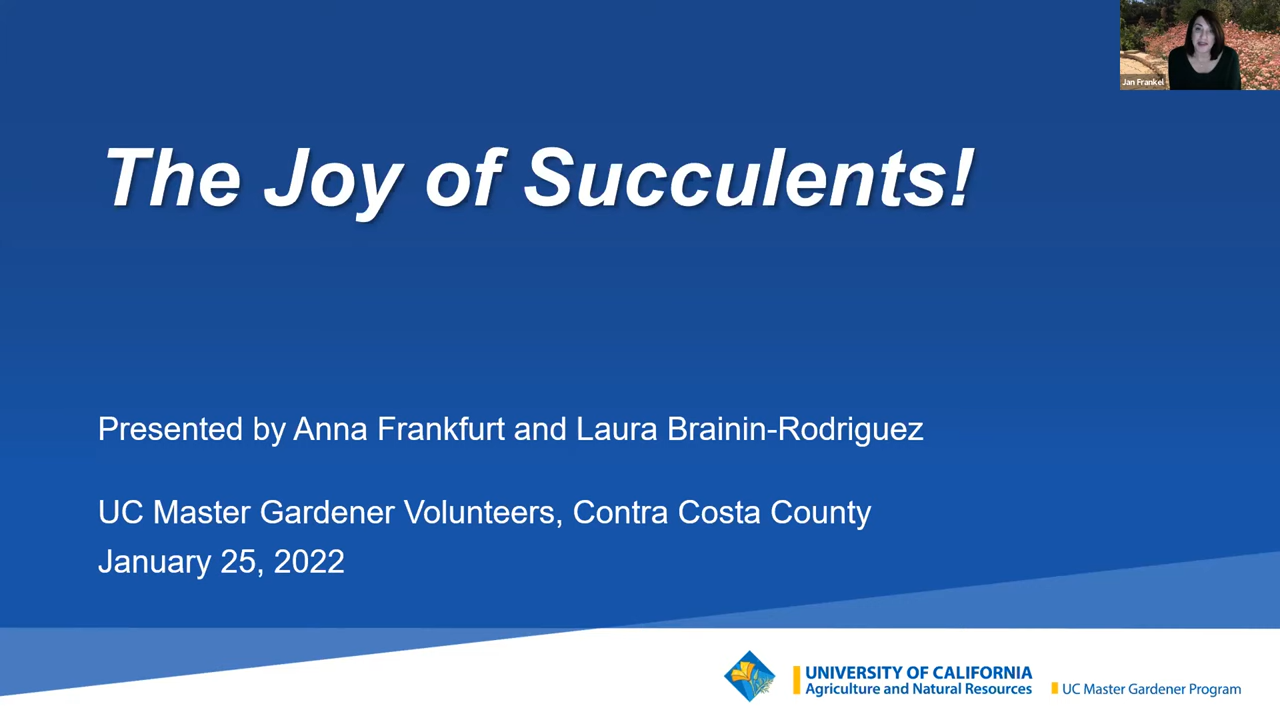 Jan Frankel
The Joy of Succulents!
Presented by Anna Frankfurt and Laura Brainin-Rodriguez
UC Master Gardener Volunteers, Contra Costa County
January 25, 2022
UNIVERSITY OF CALIFORNIA
Agriculture and Natural Resources
UC Master Gardener Program